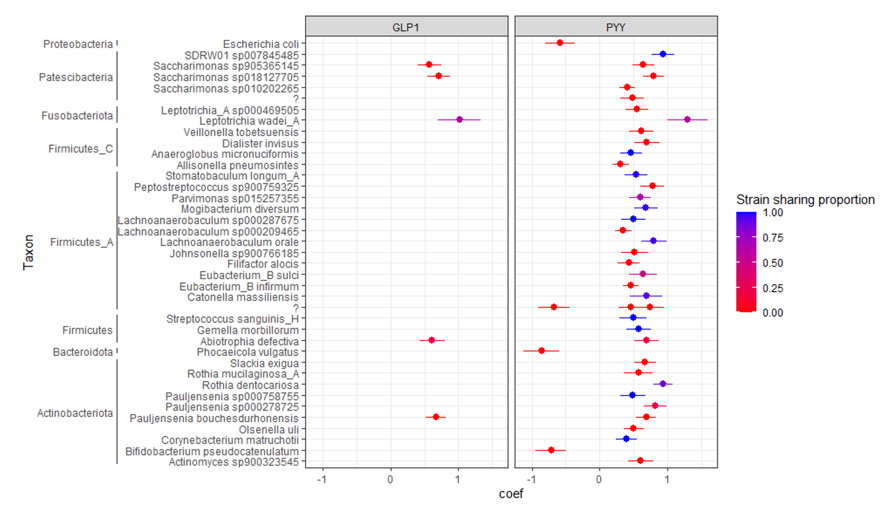 GLP1 PYY
Proteobacteria
Escherichia coli
SDRW01 sp007845485
Saccharimonas sp905365145
Patescibacteria
Saccharimonas sp018127705
Saccharimonas sp010202265
?
Fusobacteriota
Leptotrichia_A sp000469505
Leptotrichia wadei_A
Veillonella tobetsuensis
Dialister invisus
Firmicutes_C
Anaeroglobus micronuciformis
Allisonella pneumosintes
Stomatobaculum longum_A
Peptostreptococcus sp900759325
Parvimonas sp015257355
Mogibacterium diversum
Lachnoanaerobaculum sp000287675
Lachnoanaerobaculum sp000209465
Firmicutes_A
Lachnoanaerobaculum orale
Johnsonella sp900766185
Filifactor alocis
Eubacterium_B sulci
Eubacterium_B infirmum
Catonella massiliensis
?
Streptococcus sanguinis_H
Firmicutes
Gemella morbillorum
Abiotrophia defectiva
Bacteroidota
Phocaeicola vulgatus
Slackia exigua
Rothia mucilaginosa_A
Rothia dentocariosa
Pauljensenia sp000758755
Pauljensenia sp000278725
Actinobacteriota
Pauljensenia bouchesdurhonensis
Olsenella uli
Corynebacterium matruchotii
Bifidobacterium pseudocatenulatum
Actinomyces sp900323545
Taxon
-1 0 1 -1 0 1
coef
Strain sharing proportion
1.00
0.75
0.50
0.25
0.00